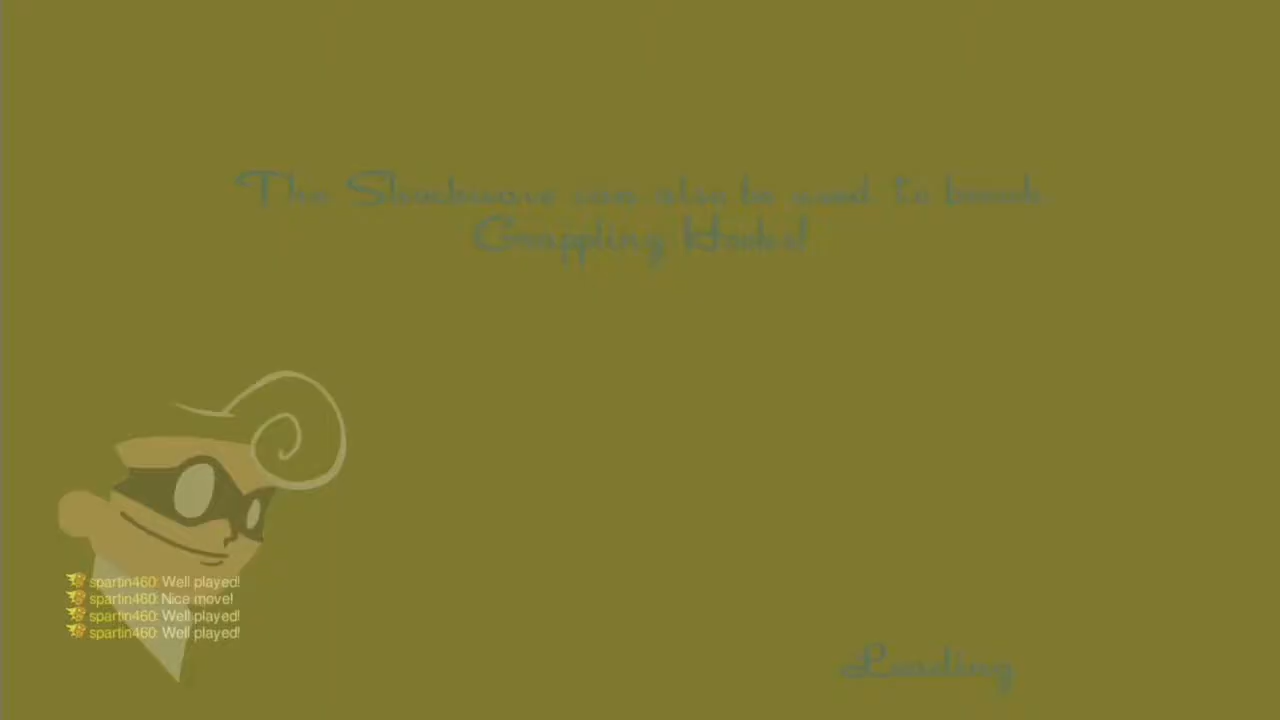 The Shockwave can also be used to break
Grappling Hooks!
spartin460: Well played!
spartin460: Nice move!
spartin460: Well played!
spartin460: Well played!
Loading